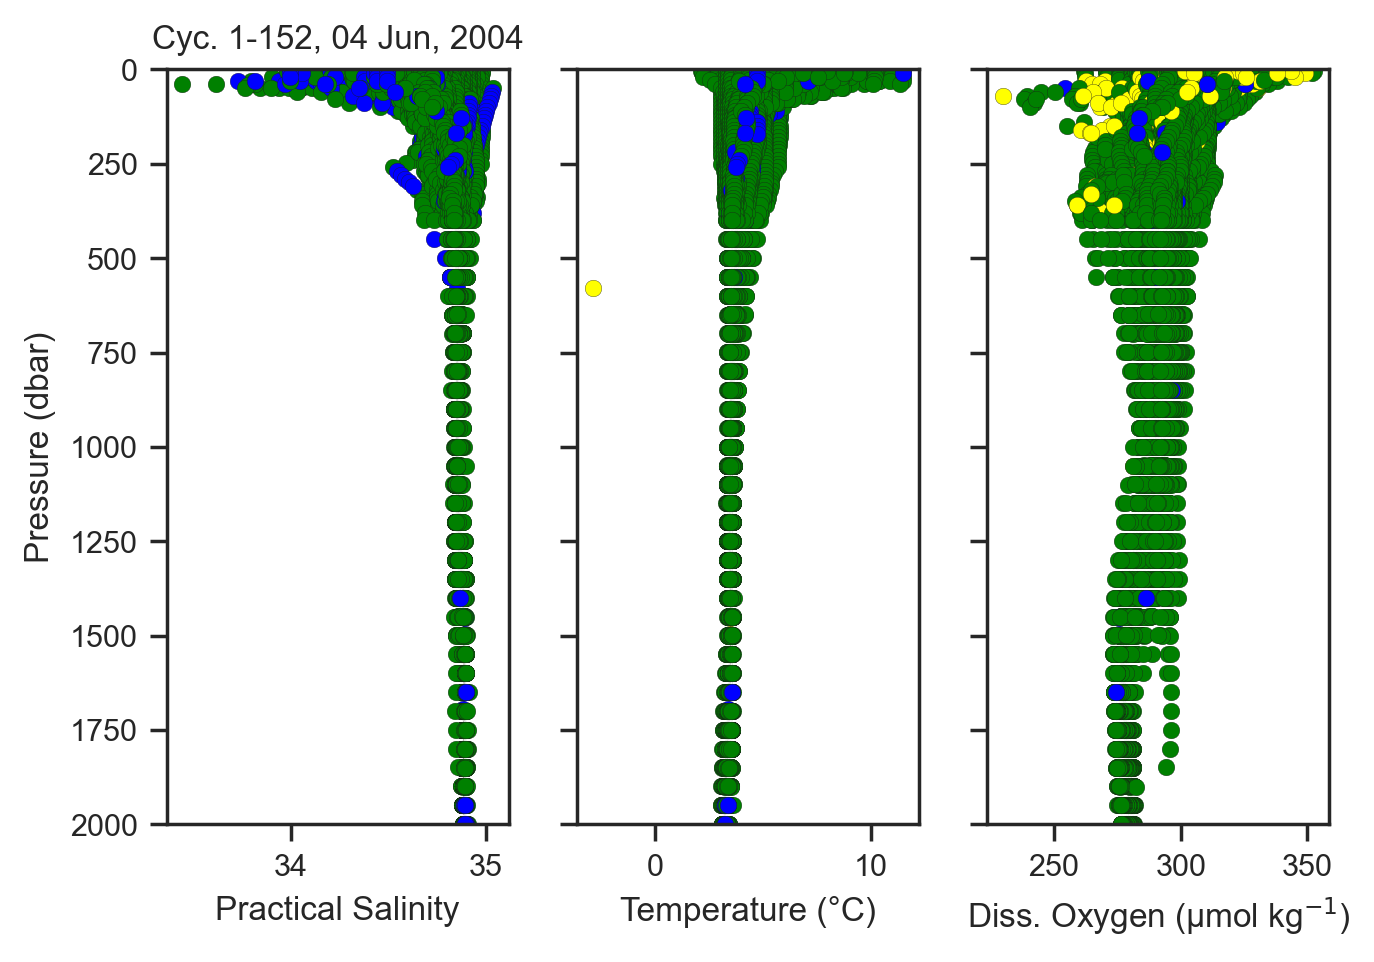 Cyc. 1-152, 04 Jun, 2004
0
250
500
750
1000
1250
1500
1750
2000
Pressure (dbar)
34 35
0 10
250 300 350
Practical Salinity
Temperature (°C)
Diss. Oxygen (μmol kg⁻¹)